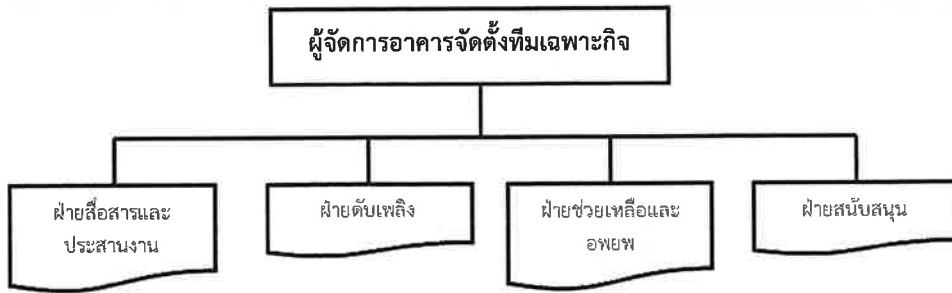 ผู้จัดการอาคารจัดตั้งทีมเฉพาะกิจ
ฝ่ายสื่อสารและ
ประสานงาน
ฝ่ายดับเพลิง
ฝ่ายช่วยเหลือและ
อพยพ
ฝ่ายสนับสนุน